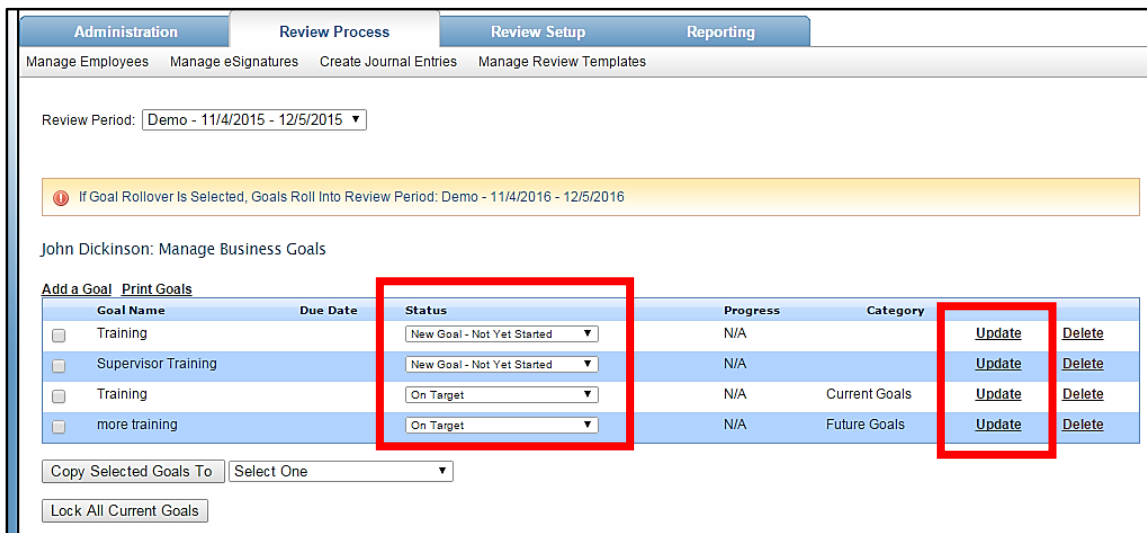 Administration Review Process Review Setup Reporting
Manage Employees Manage eSignatures Create Journal Entries Manage Review Templates
Review Period: Demo - 11/4/2015 - 12/5/2015
If Goal Rollover Is Selected, Goals Roll Into Review Period: Demo - 11/4/2016 - 12/5/2016
John Dickinson: Manage Business Goals
Add a Goal Print Goals
Goal Name Due Date Status Progress Category
Training New Goal - Not Yet Started N/A Update Delete
Supervisor Training New Goal - Not Yet Started N/A Update Delete
Training On Target N/A Current Goals Update Delete
more training On Target N/A Future Goals Update Delete
Copy Selected Goals To Select One
Lock All Current Goals